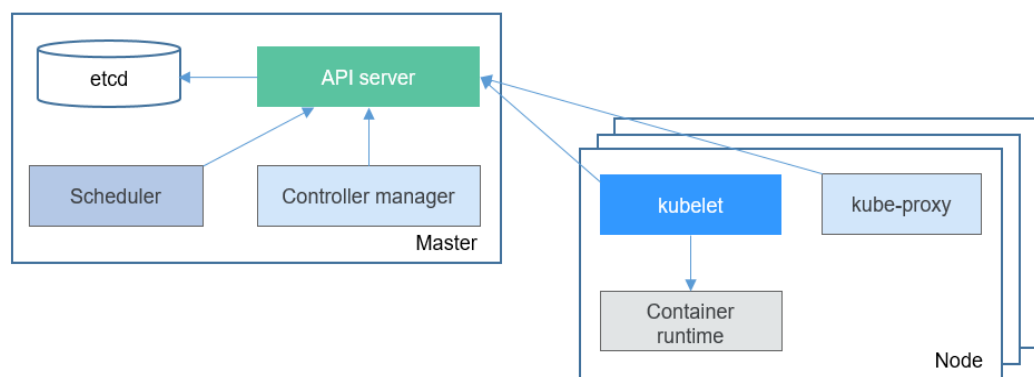 etcd
API server
Scheduler
Controller manager
Master
kubelet
kube-proxy
Container
runtime
Node